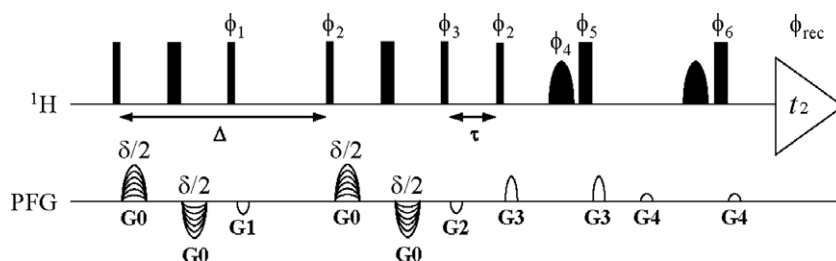 ϕ1 ϕ2 ϕ3 ϕ2 ϕ4 ϕ5 ϕ6 ϕrec
¹H Δ τ t₂
δ/2 δ/2 δ/2 δ/2
PFG G0 G0 G1 G0 G0 G2 G3 G3 G4 G4